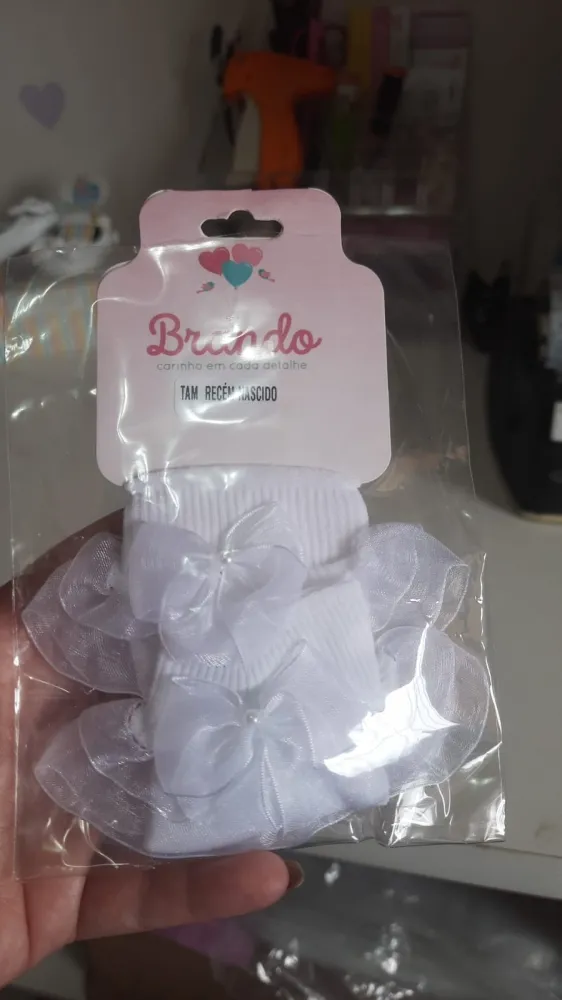 Brando
carinho em cada detalhe
TAM RECÉM NASCIDO